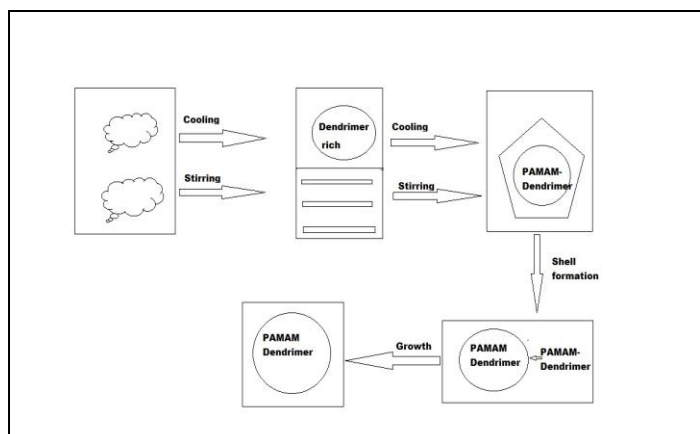 Cooling
Stirring
Dendrimer
rich
Cooling
Stirring
PAMAM-
Dendrimer
Shell
formation
PAMAM
Dendrimer
PAMAM-
Dendrimer
Growth
PAMAM
Dendrimer